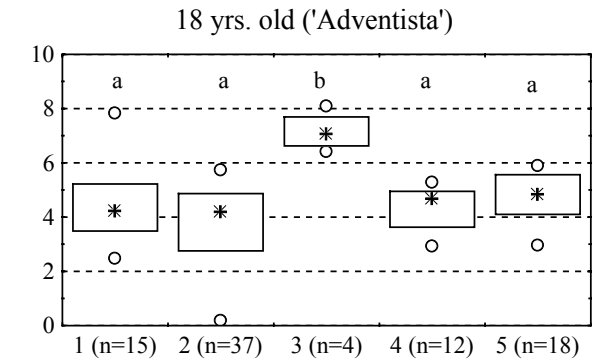 18 yrs. old ('Adventista')
10
a a b a a
8
6
4
2
0
1 (n=15) 2 (n=37) 3 (n=4) 4 (n=12) 5 (n=18)